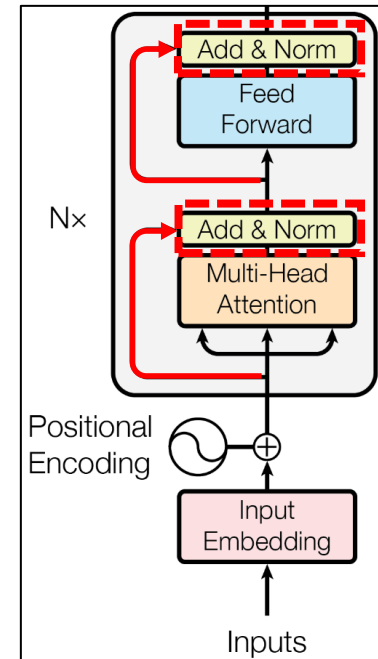 Add & Norm
Feed
Forward
N×
Add & Norm
Multi-Head
Attention
Positional
Encoding
Input
Embedding
Inputs